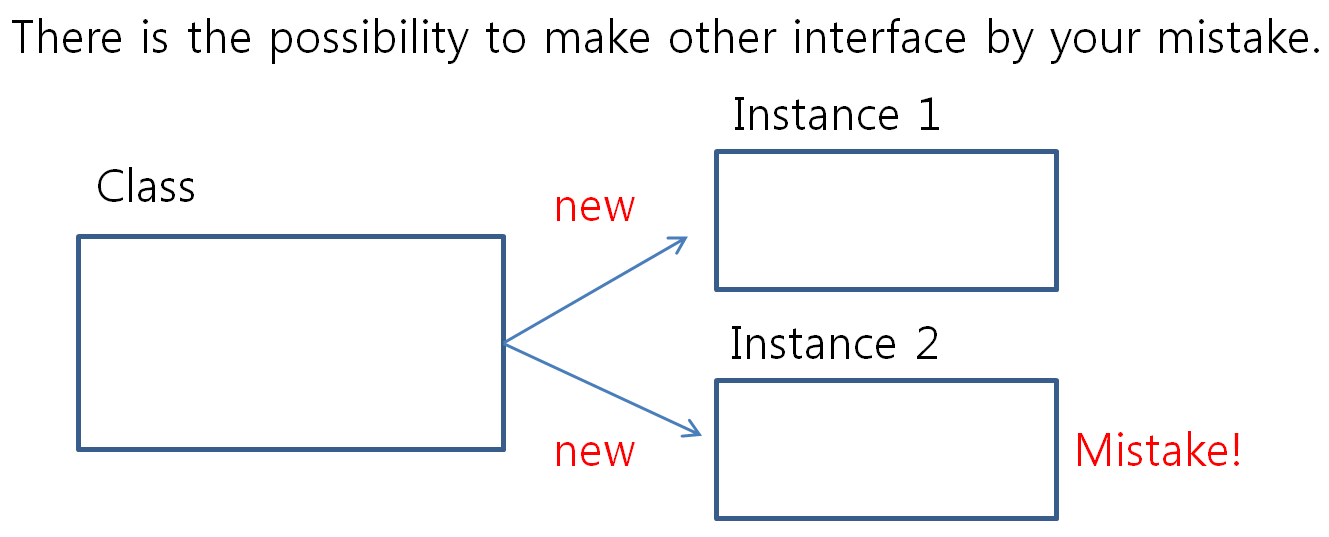 There is the possibility to make other interface by your mistake.
Instance 1
Class
new
Instance 2
new
Mistake!